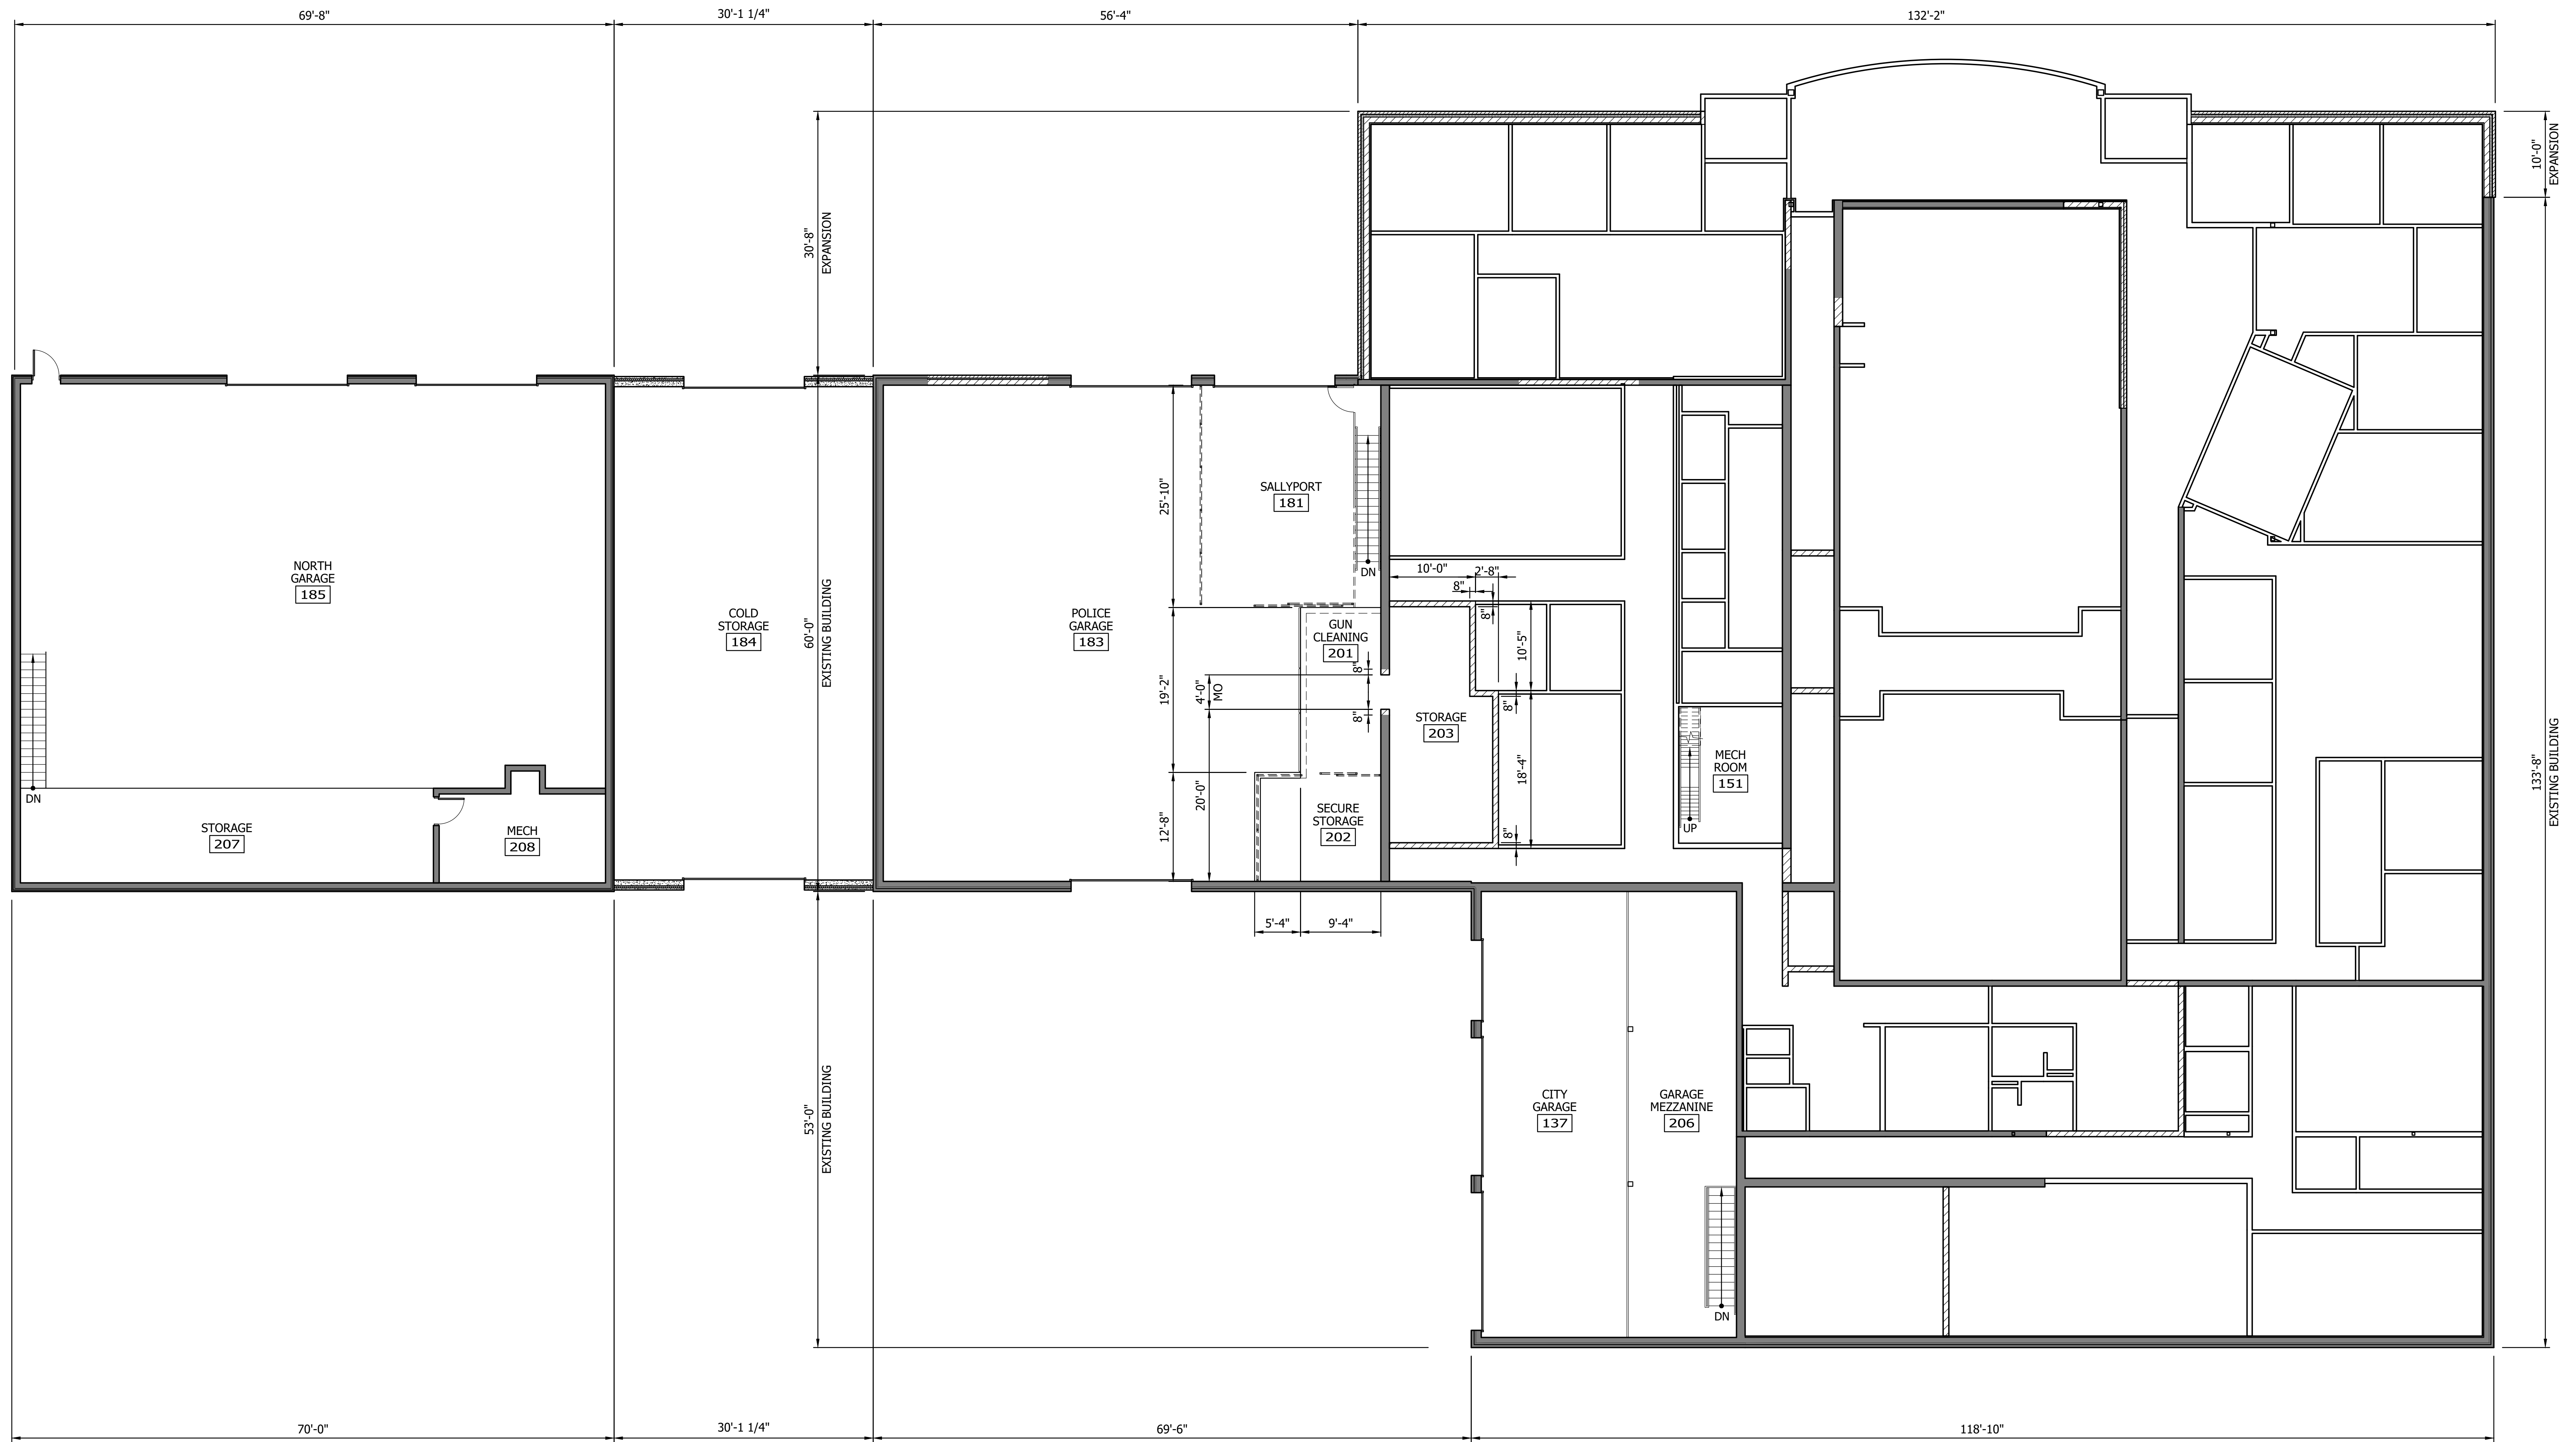 69'-8"
30'-1 1/4"
56'-4"
132'-2"
10'-0"
EXPANSION
30'-8"
EXPANSION
25'-10"
SALLYPORT
181
DN
NORTH
GARAGE
185
COLD
STORAGE
184
60'-0"
EXISTING BUILDING
POLICE
GARAGE
183
GUN
CLEANING
201
10'-0"
2'-8"
8"
8"
10'-5"
8"
4'-0"
MO
8"
19'-2"
20'-0"
12'-8"
STORAGE
203
8"
18'-4"
8"
MECH
ROOM
151
UP
133'-8"
EXISTING BUILDING
DN
STORAGE
207
MECH
208
SECURE
STORAGE
202
5'-4"
9'-4"
53'-0"
EXISTING BUILDING
CITY
GARAGE
137
GARAGE
MEZZANINE
206
DN
70'-0"
30'-1 1/4"
69'-6"
118'-10"